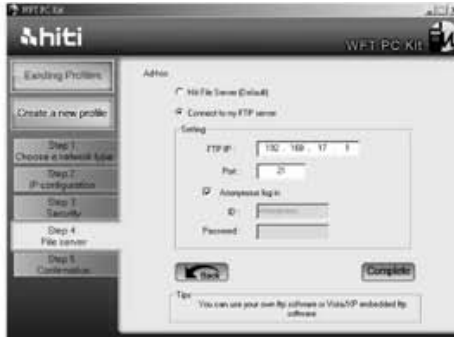 WFT PC Kit
hiti
WFT PC KIT
Existing Profiles
Create a new profile
Step 1
Choose a network type
Step 2
IP configuration
Step 3
Security
Step 4
File server
Step 5
Confirmation
Ad-hoc
Hiti File Server (Default)
Connect to my FTP server
Setting
FTP IP :
192 . 168 . 17 . 1
Port :
21
Anonymous log in
ID :
Password :
Back
Complete
Tips
You can use your own ftp software or Vista/XP embedded ftp
software